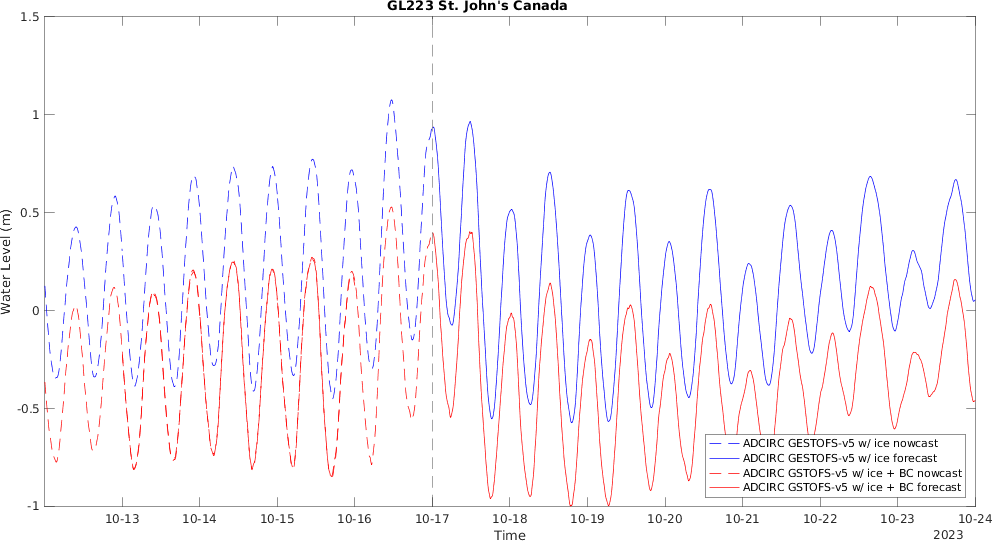 GL223 St. John's Canada
1.5
1
0.5
0
-0.5
-1
Water Level (m)
ADCIRC GESTOFS-v5 w/ ice nowcast
ADCIRC GESTOFS-v5 w/ ice forecast
ADCIRC GSTOFS-v5 w/ ice + BC nowcast
ADCIRC GSTOFS-v5 w/ ice + BC forecast
10-13 10-14 10-15 10-16 10-17 10-18 10-19 10-20 10-21 10-22 10-23 10-24
Time
2023